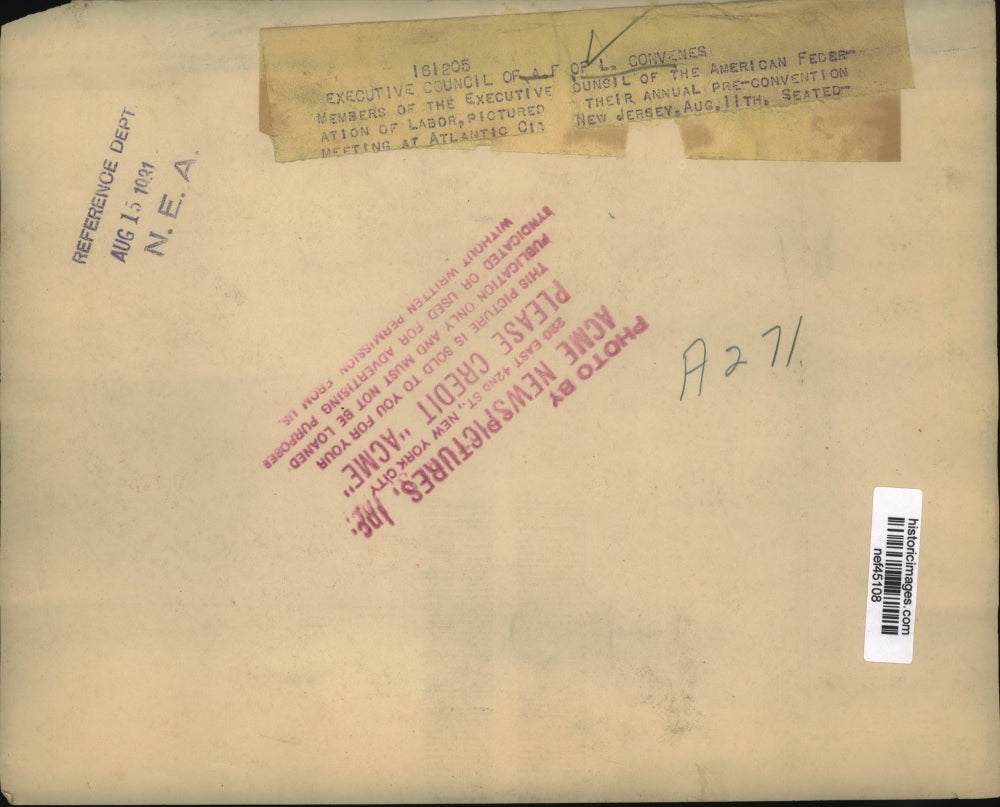 161205
EXECUTIVE COUNCIL OF A.F OF L. CONVENES
MEMBERS OF THE EXECUTIVE OUNSIL OF THE AMERICAN FEDER-
ATION OF LABOR, PICTURED THEIR ANNUAL PRE-CONVENTION
MEETING AT ATLANTIC CIT NEW JERSEY, AUG, 11TH. SEATED-
REFERENCE DEPT.
AUG 15 1931
N. E. A.
PHOTO BY
ACME NEWSPICTURES, INC.
220 EAST 42ND ST., NEW YORK CITY
PLEASE CREDIT "ACME"
THIS PICTURE IS SOLD TO YOU FOR YOUR
PUBLICATION ONLY AND MUST NOT BE LOANED
SYNDICATED OR USED FOR ADVERTISING PURPOSES
WITHOUT WRITTEN PERMISSION FROM US.
A271
historicimages.com
nef45108